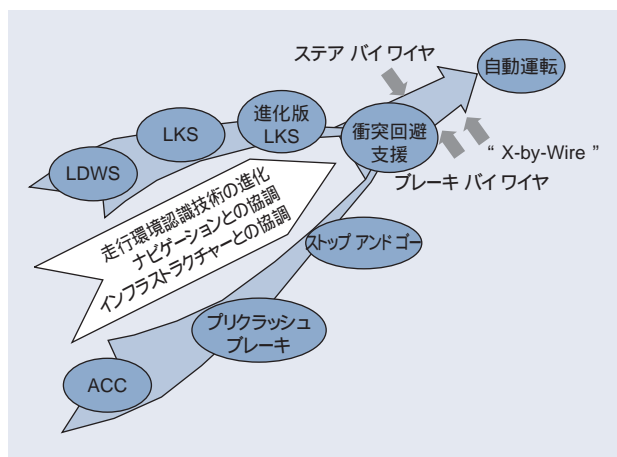 ステア バイ ワイヤ
自動運転
進化版
LKS
LKS
衝突回避
支援
LDWS
“ X-by-Wire ”
ブレーキ バイ ワイヤ
走行環境認識技術の進化
ナビゲーションとの協調
インフラストラクチャーとの協調
ストップ アンド ゴー
プリクラッシュ
ブレーキ
ACC